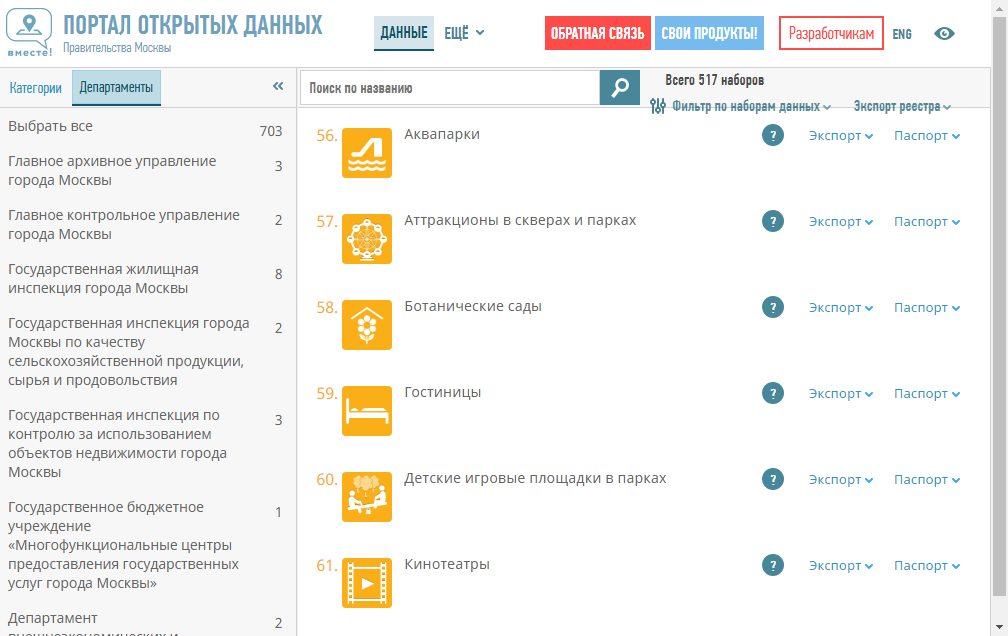 ПОРТАЛ ОТКРЫТЫХ ДАННЫХ
Правительства Москвы
вместе!
ДАННЫЕ
ЕЩЁ
ОБРАТНАЯ СВЯЗЬ
СВОИ ПРОДУКТЫ!
Разработчикам
ENG
Категории
Департаменты
«
Поиск по названию
Всего 517 наборов
Фильтр по наборам данных
Экспорт реестра
Выбрать все
703
Главное архивное управление
города Москвы
3
Главное контрольное управление
города Москвы
2
Государственная жилищная
инспекция города Москвы
8
Государственная инспекция города
Москвы по качеству
сельскохозяйственной продукции,
сырья и продовольствия
2
Государственная инспекция по
контролю за использованием
объектов недвижимости города
Москвы
3
Государственное бюджетное
учреждение
«Многофункциональные центры
предоставления государственных
услуг города Москвы»
1
Департамент
внешнеэкономических и
2
56. Аквапарки ? Экспорт Паспорт
57. Аттракционы в скверах и парках ? Экспорт Паспорт
58. Ботанические сады ? Экспорт Паспорт
59. Гостиницы ? Экспорт Паспорт
60. Детские игровые площадки в парках ? Экспорт Паспорт
61. Кинотеатры ? Экспорт Паспорт